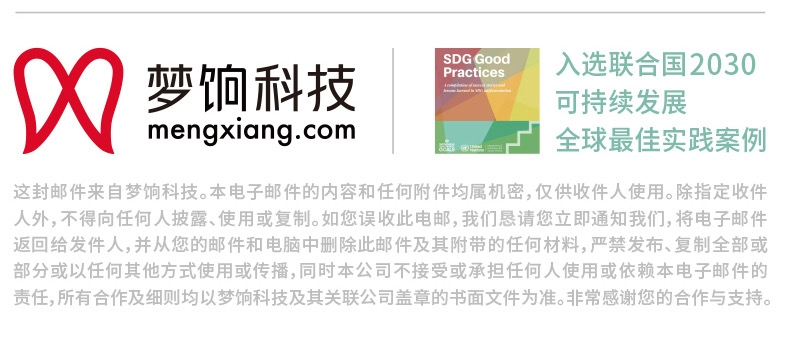 梦饷科技
mengxiang.com
SDG Good
Practices
A compilation of success stories and
lessons learned in SDG implementation
United Nations
入选联合国2030
可持续发展
全球最佳实践案例
这封邮件来自梦饷科技。本电子邮件的内容和任何附件均属机密,仅供收件人使用。除指定收件
人外,不得向任何人披露、使用或复制。如您误收此电邮,我们恳请您立即通知我们,将电子邮件
返回给发件人,并从您的邮件和电脑中删除此邮件及其附带的任何材料,严禁发布、复制全部或
部分或以任何其他方式使用或传播,同时本公司不接受或承担任何人使用或依赖本电子邮件的
责任,所有合作及细则均以梦饷科技及其关联公司盖章的书面文件为准。非常感谢您的合作与支持。